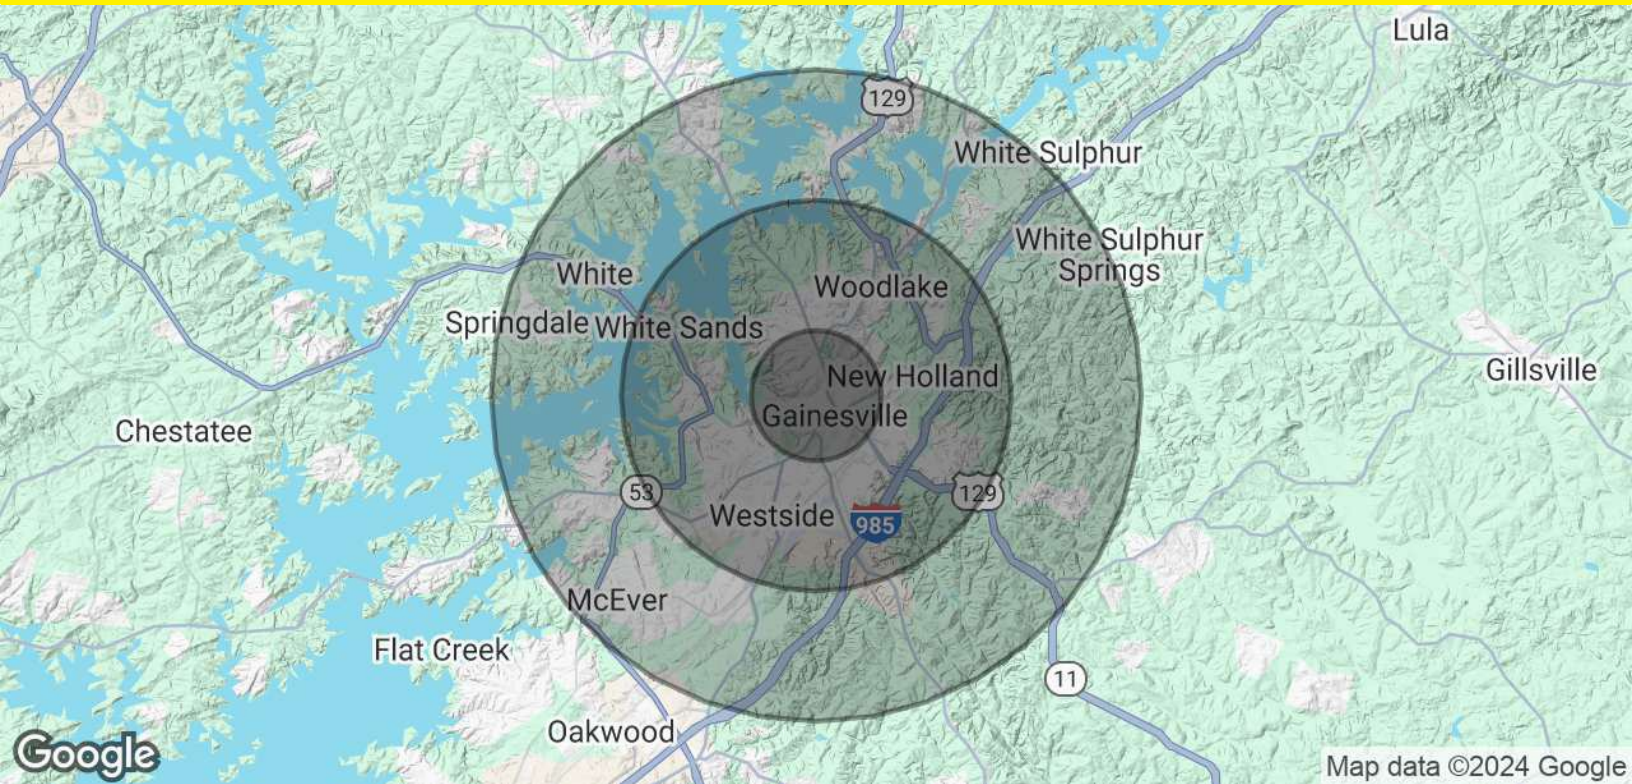 Lula
129
White Sulphur
White Sulphur
Springs
White
Woodlake
Springdale
White Sands
Gillsville
New Holland
Gainesville
Chestatee
53
129
Westside
985
McEver
Flat Creek
11
Oakwood
Google
Map data ©2024 Google